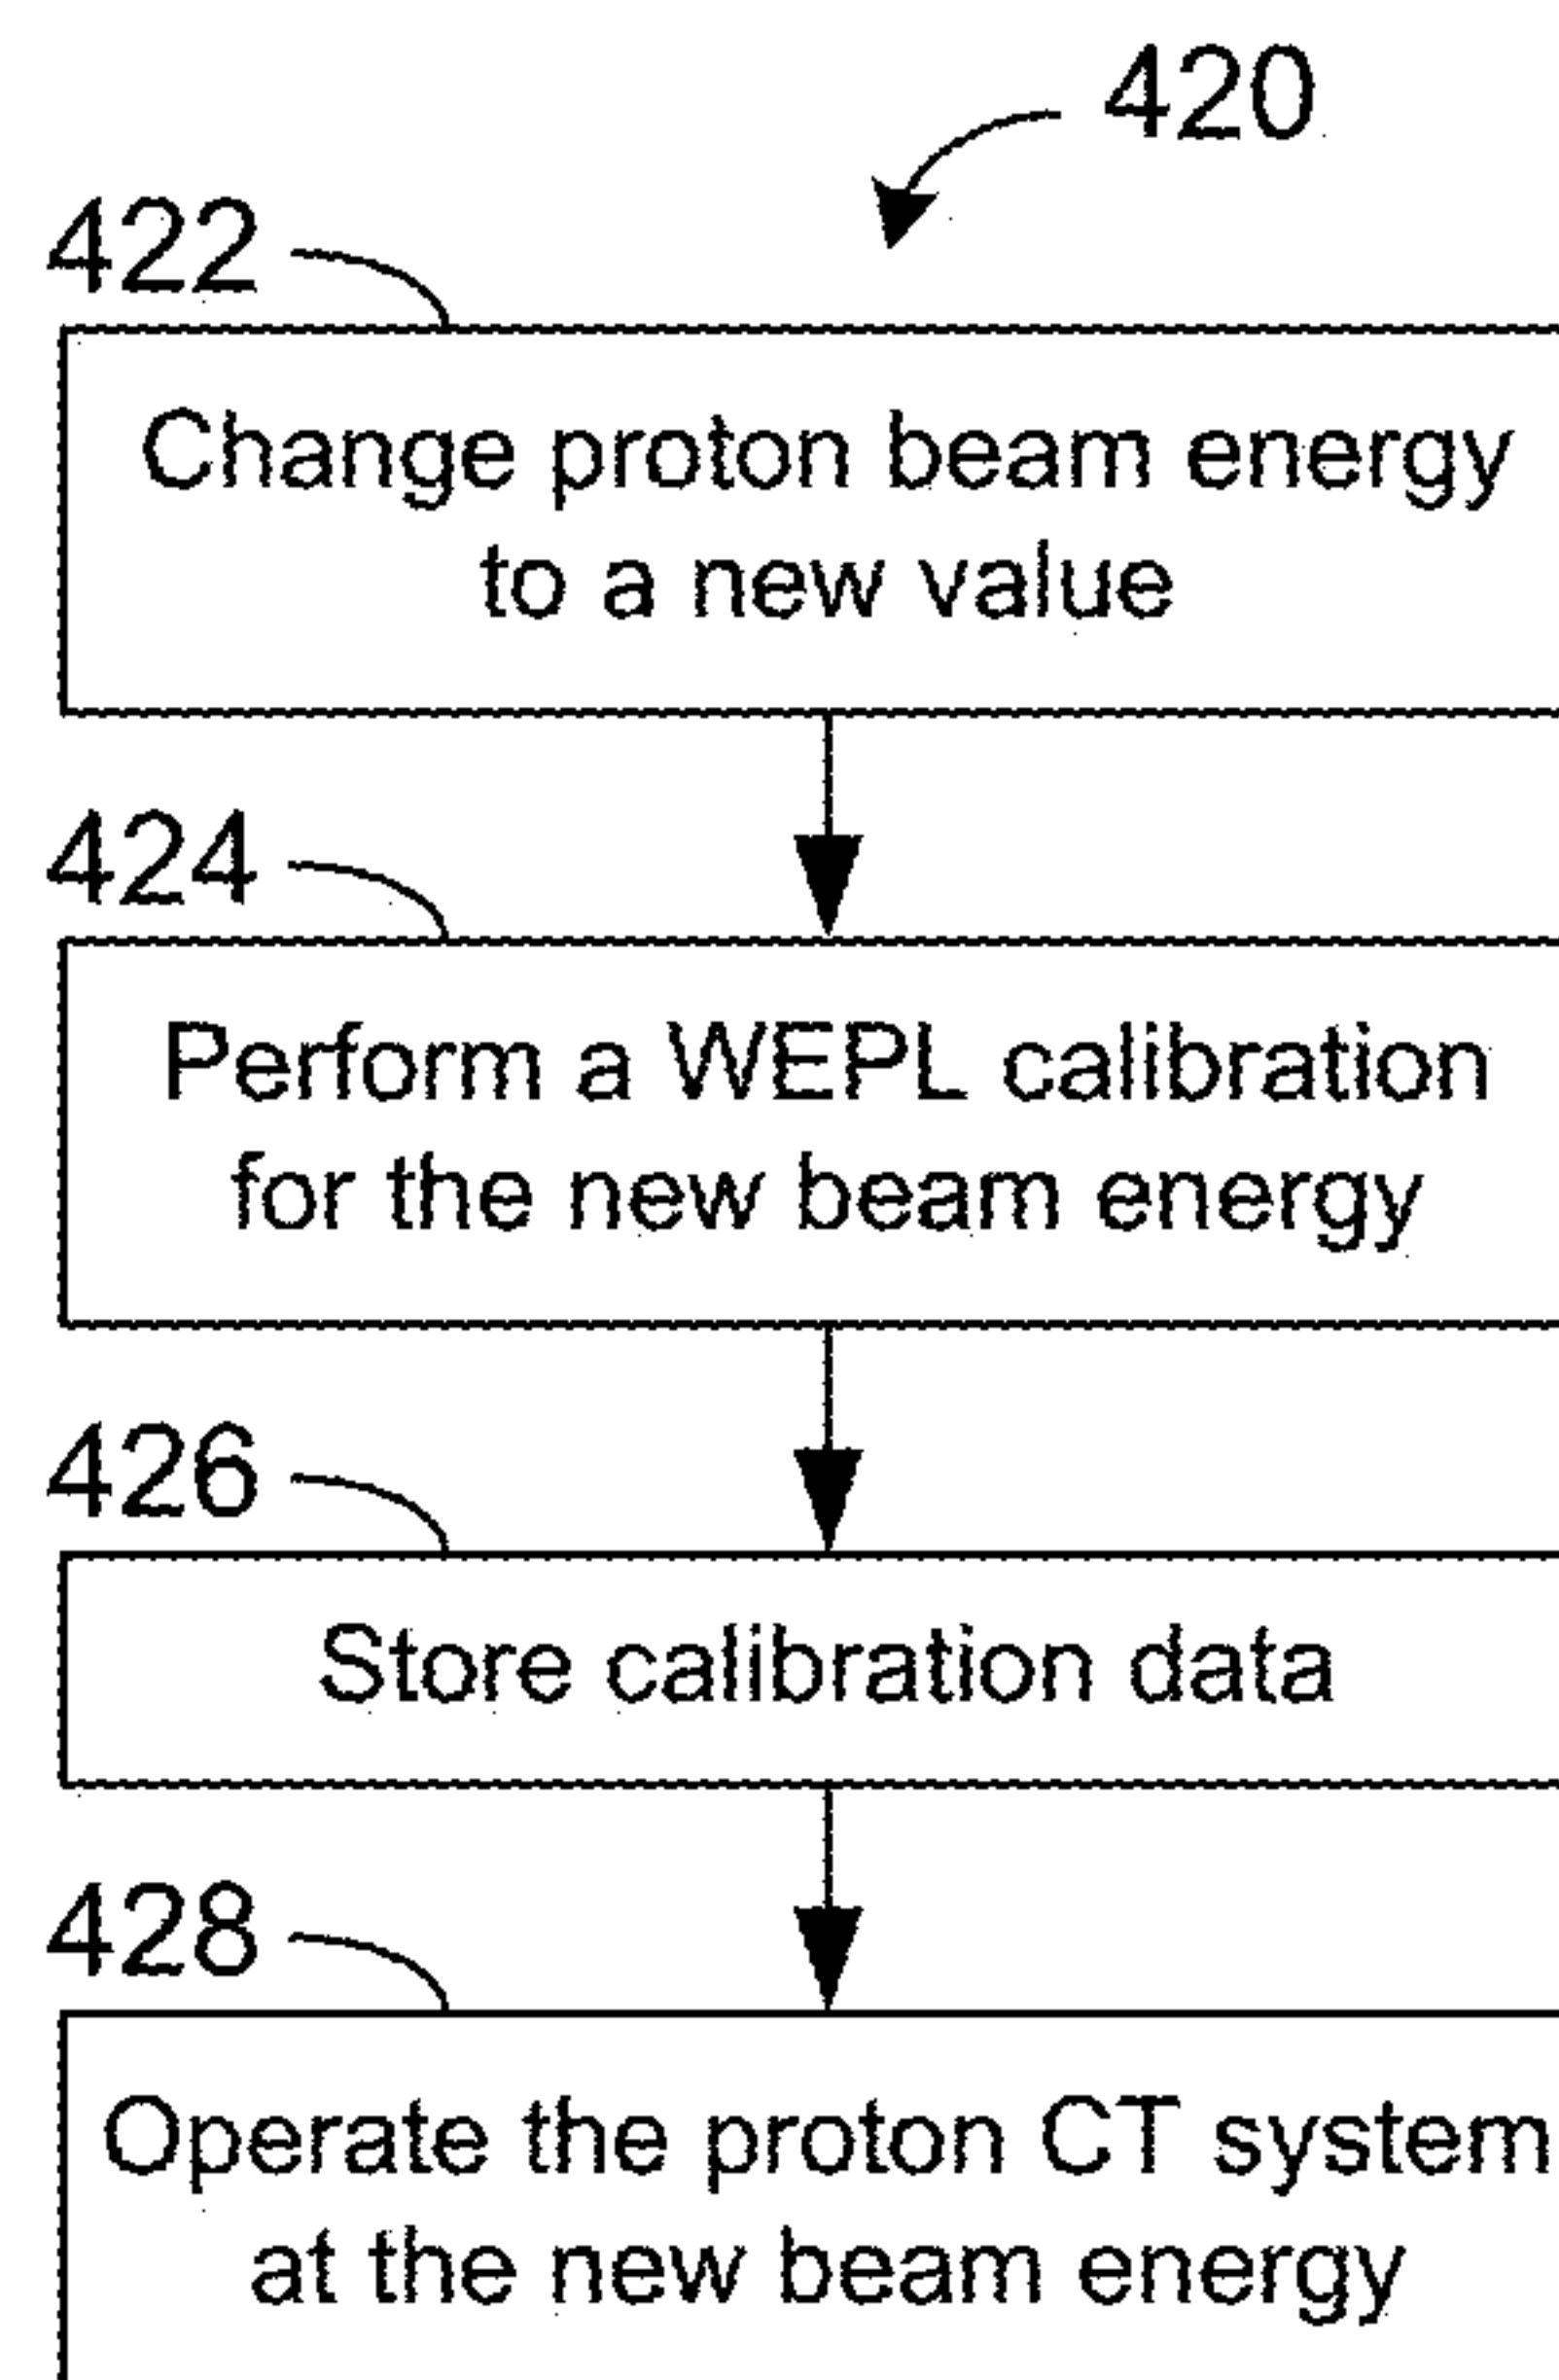 420
422
Change proton beam energy
to a new value
424
Perform a WEPL calibration
for the new beam energy
426
Store calibration data
428
Operate the proton CT system
at the new beam energy